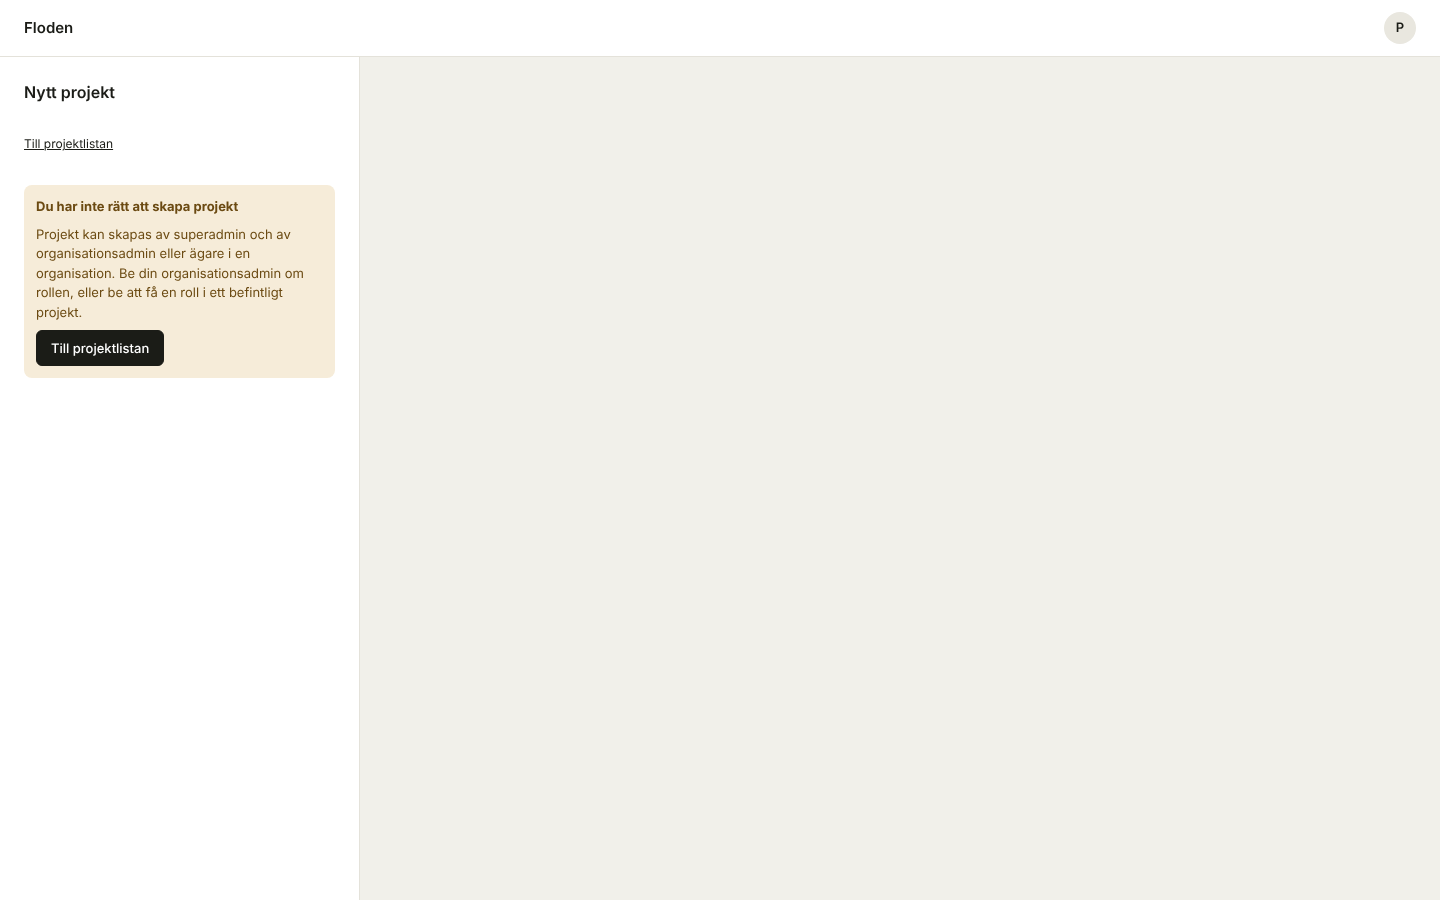 Floden
P
Nytt projekt
Till projektlistan
Du har inte rätt att skapa projekt
Projekt kan skapas av superadmin och av
organisationsadmin eller ägare i en
organisation. Be din organisationsadmin om
rollen, eller be att få en roll i ett befintligt
projekt.
Till projektlistan